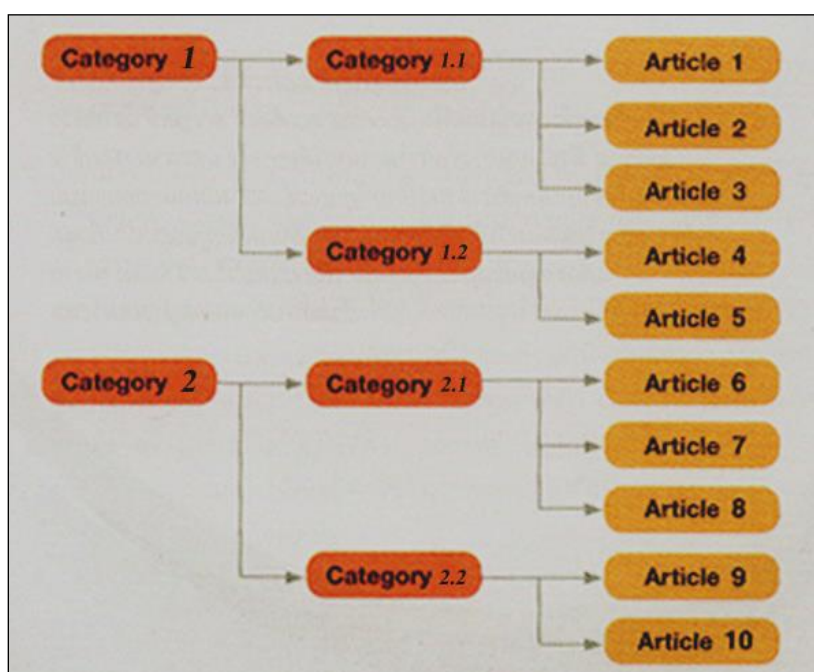 Category 1
Category 1.1
Article 1
Article 2
Article 3
Category 1.2
Article 4
Article 5
Category 2
Category 2.1
Article 6
Article 7
Article 8
Category 2.2
Article 9
Article 10